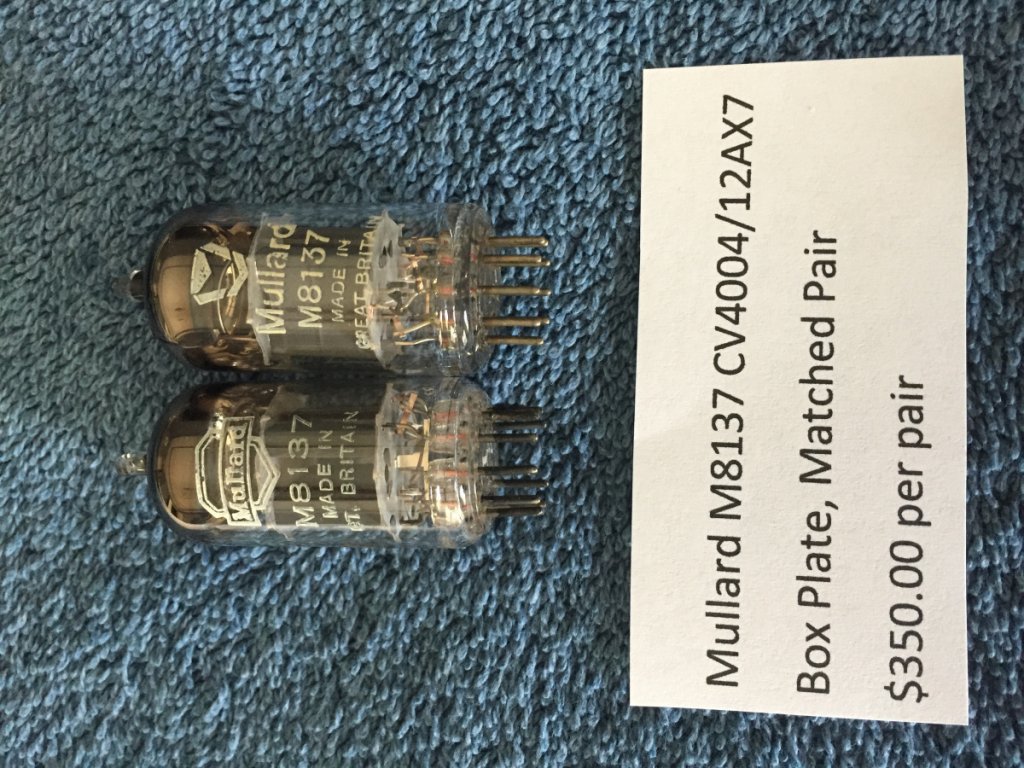 Mullard
M8137
MADE IN
GREAT BRITAIN
Mullard
M8137
MADE IN
GT. BRITAIN
Mullard M8137 CV4004/12AX7
Box Plate, Matched Pair
$350.00 per pair